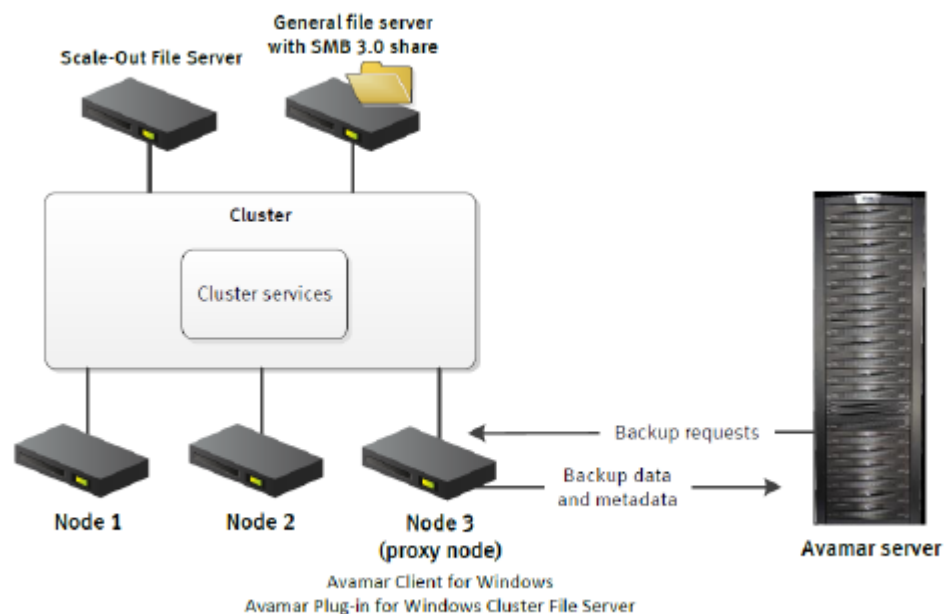 General file server
with SMB 3.0 share
Scale-Out File Server
Cluster
Cluster services
Backup requests
Backup data
and metadata
Node 1
Node 2
Node 3
(proxy node)
Avamar server
Avamar Client for Windows
Avamar Plug-in for Windows Cluster File Server